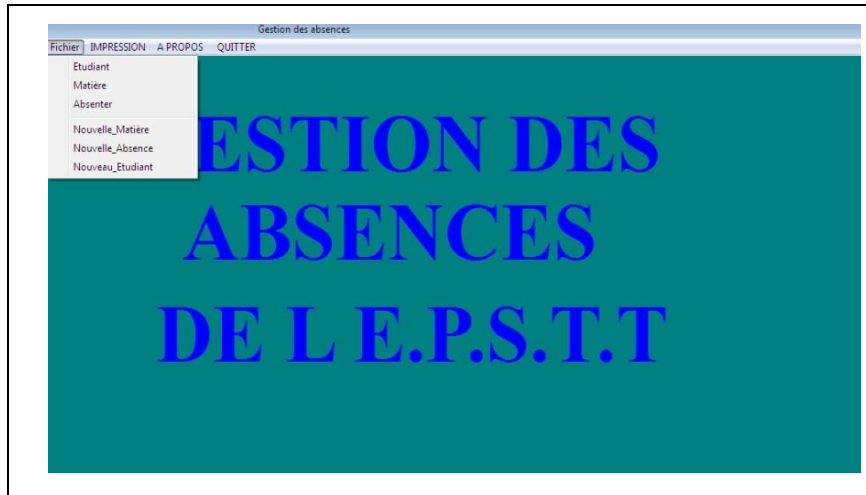 Gestion des absences
Fichier IMPRESSION A PROPOS QUITTER
Etudiant
Matière
Absenter
Nouvelle_Matière
Nouvelle_Absence
Nouveau_Etudiant
ESTION DES
ABSENCES
DE L E.P.S.T.T